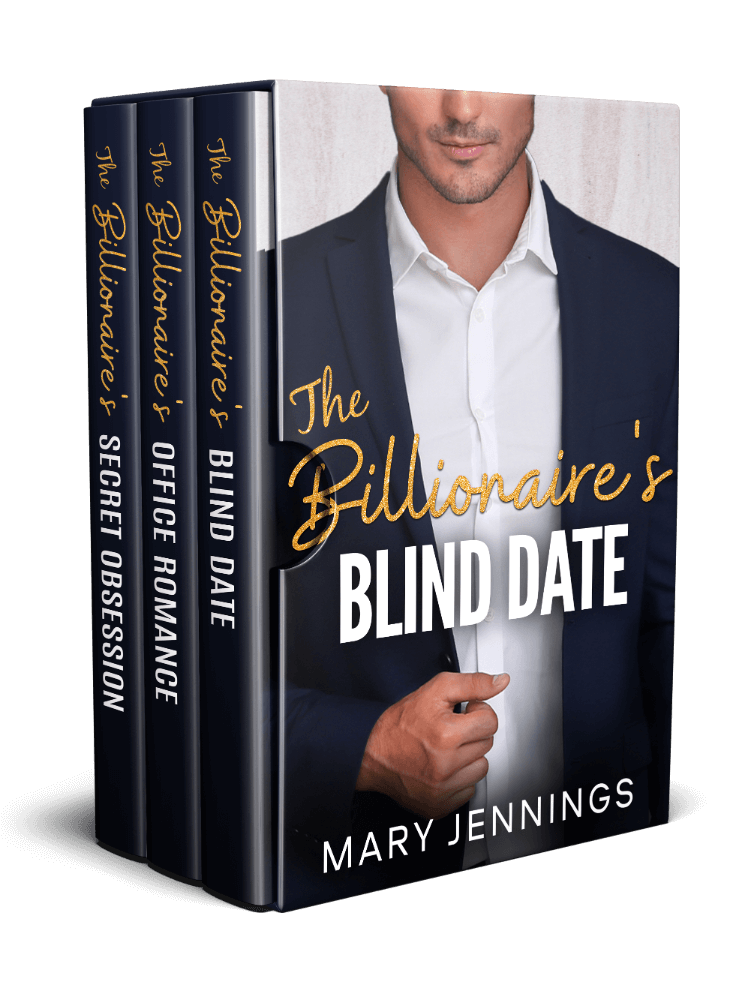 The Billionaire's SECRET OBSESSION
The Billionaire's OFFICE ROMANCE
The Billionaire's BLIND DATE
The
Billionaire's
BLIND DATE
MARY JENNINGS